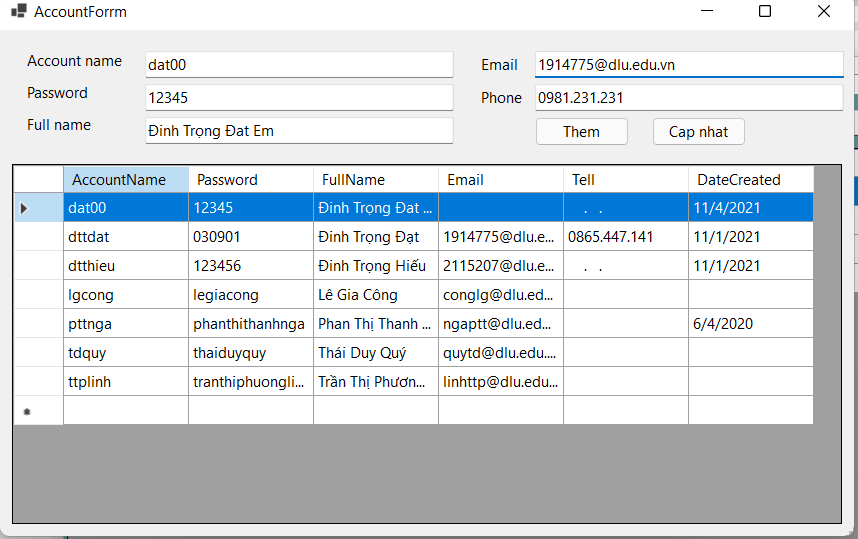 AccountForrm
Account name dat00 Email 1914775@dlu.edu.vn
Password 12345 Phone 0981.231.231
Full name Đinh Trọng Đat Em Them Cap nhat
AccountName Password FullName Email Tell DateCreated
dat00 12345 Đinh Trọng Đat ... . . 11/4/2021
dttdat 030901 Đinh Trọng Đạt 1914775@dlu.e... 0865.447.141 11/1/2021
dtthieu 123456 Đinh Trọng Hiếu 2115207@dlu.e... . . 11/1/2021
lgcong legiacong Lê Gia Công conglg@dlu.ed...
pttnga phanthithanhnga Phan Thị Thanh ... ngaptt@dlu.ed... 6/4/2020
tdquy thaiduyquy Thái Duy Quý quytd@dlu.edu....
ttplinh tranthiphuongli... Trần Thị Phươn... linhttp@dlu.edu...